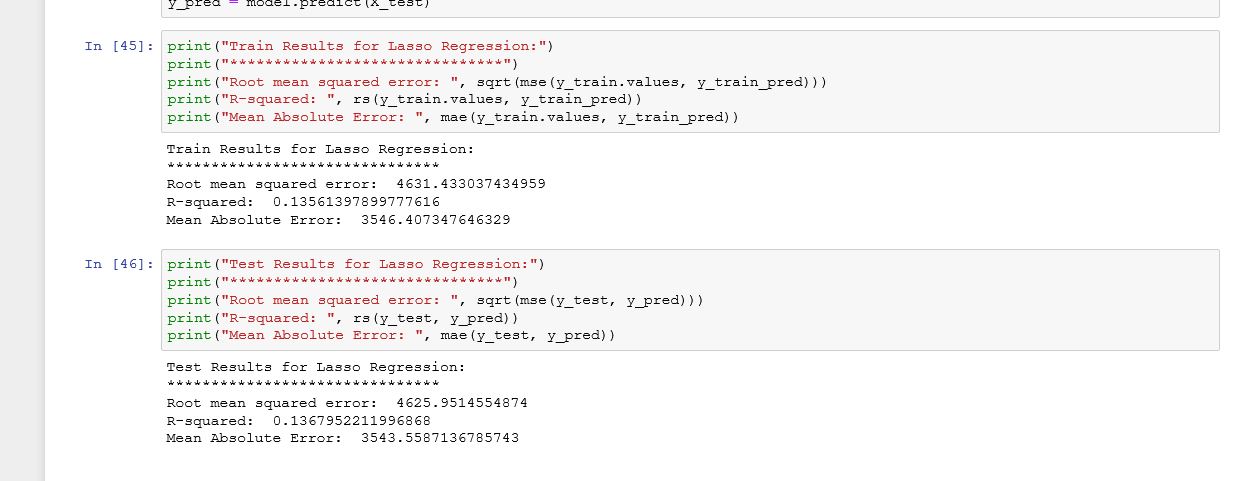 y_pred = model.predict(X_test)
In [45]: print("Train Results for Lasso Regression:")
print("*******************************")
print("Root mean squared error: ", sqrt(mse(y_train.values, y_train_pred)))
print("R-squared: ", rs(y_train.values, y_train_pred))
print("Mean Absolute Error: ", mae(y_train.values, y_train_pred))
Train Results for Lasso Regression:
*******************************
Root mean squared error:  4631.433037434959
R-squared:  0.13561397899777616
Mean Absolute Error:  3546.407347646329
In [46]: print("Test Results for Lasso Regression:")
print("*******************************")
print("Root mean squared error: ", sqrt(mse(y_test, y_pred)))
print("R-squared: ", rs(y_test, y_pred))
print("Mean Absolute Error: ", mae(y_test, y_pred))
Test Results for Lasso Regression:
*******************************
Root mean squared error:  4625.9514554874
R-squared:  0.1367952211996868
Mean Absolute Error:  3543.5587136785743